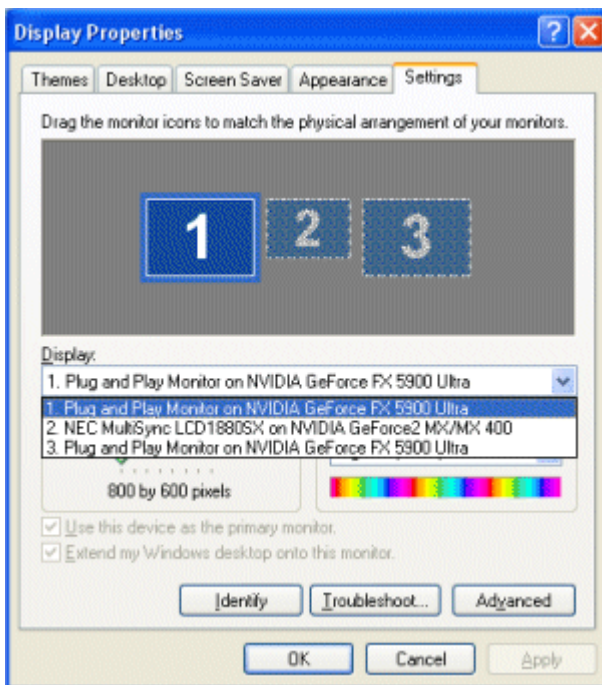 Display Properties
Themes Desktop Screen Saver Appearance Settings
Drag the monitor icons to match the physical arrangement of your monitors.
1 2 3
Display:
1. Plug and Play Monitor on NVIDIA GeForce FX 5900 Ultra
1. Plug and Play Monitor on NVIDIA GeForce FX 5900 Ultra
2. NEC MultiSync LCD1880SX on NVIDIA GeForce2 MX/MX 400
3. Plug and Play Monitor on NVIDIA GeForce FX 5900 Ultra
800 by 600 pixels
Use this device as the primary monitor.
Extend my Windows desktop onto this monitor.
Identify Troubleshoot... Advanced
OK Cancel Apply